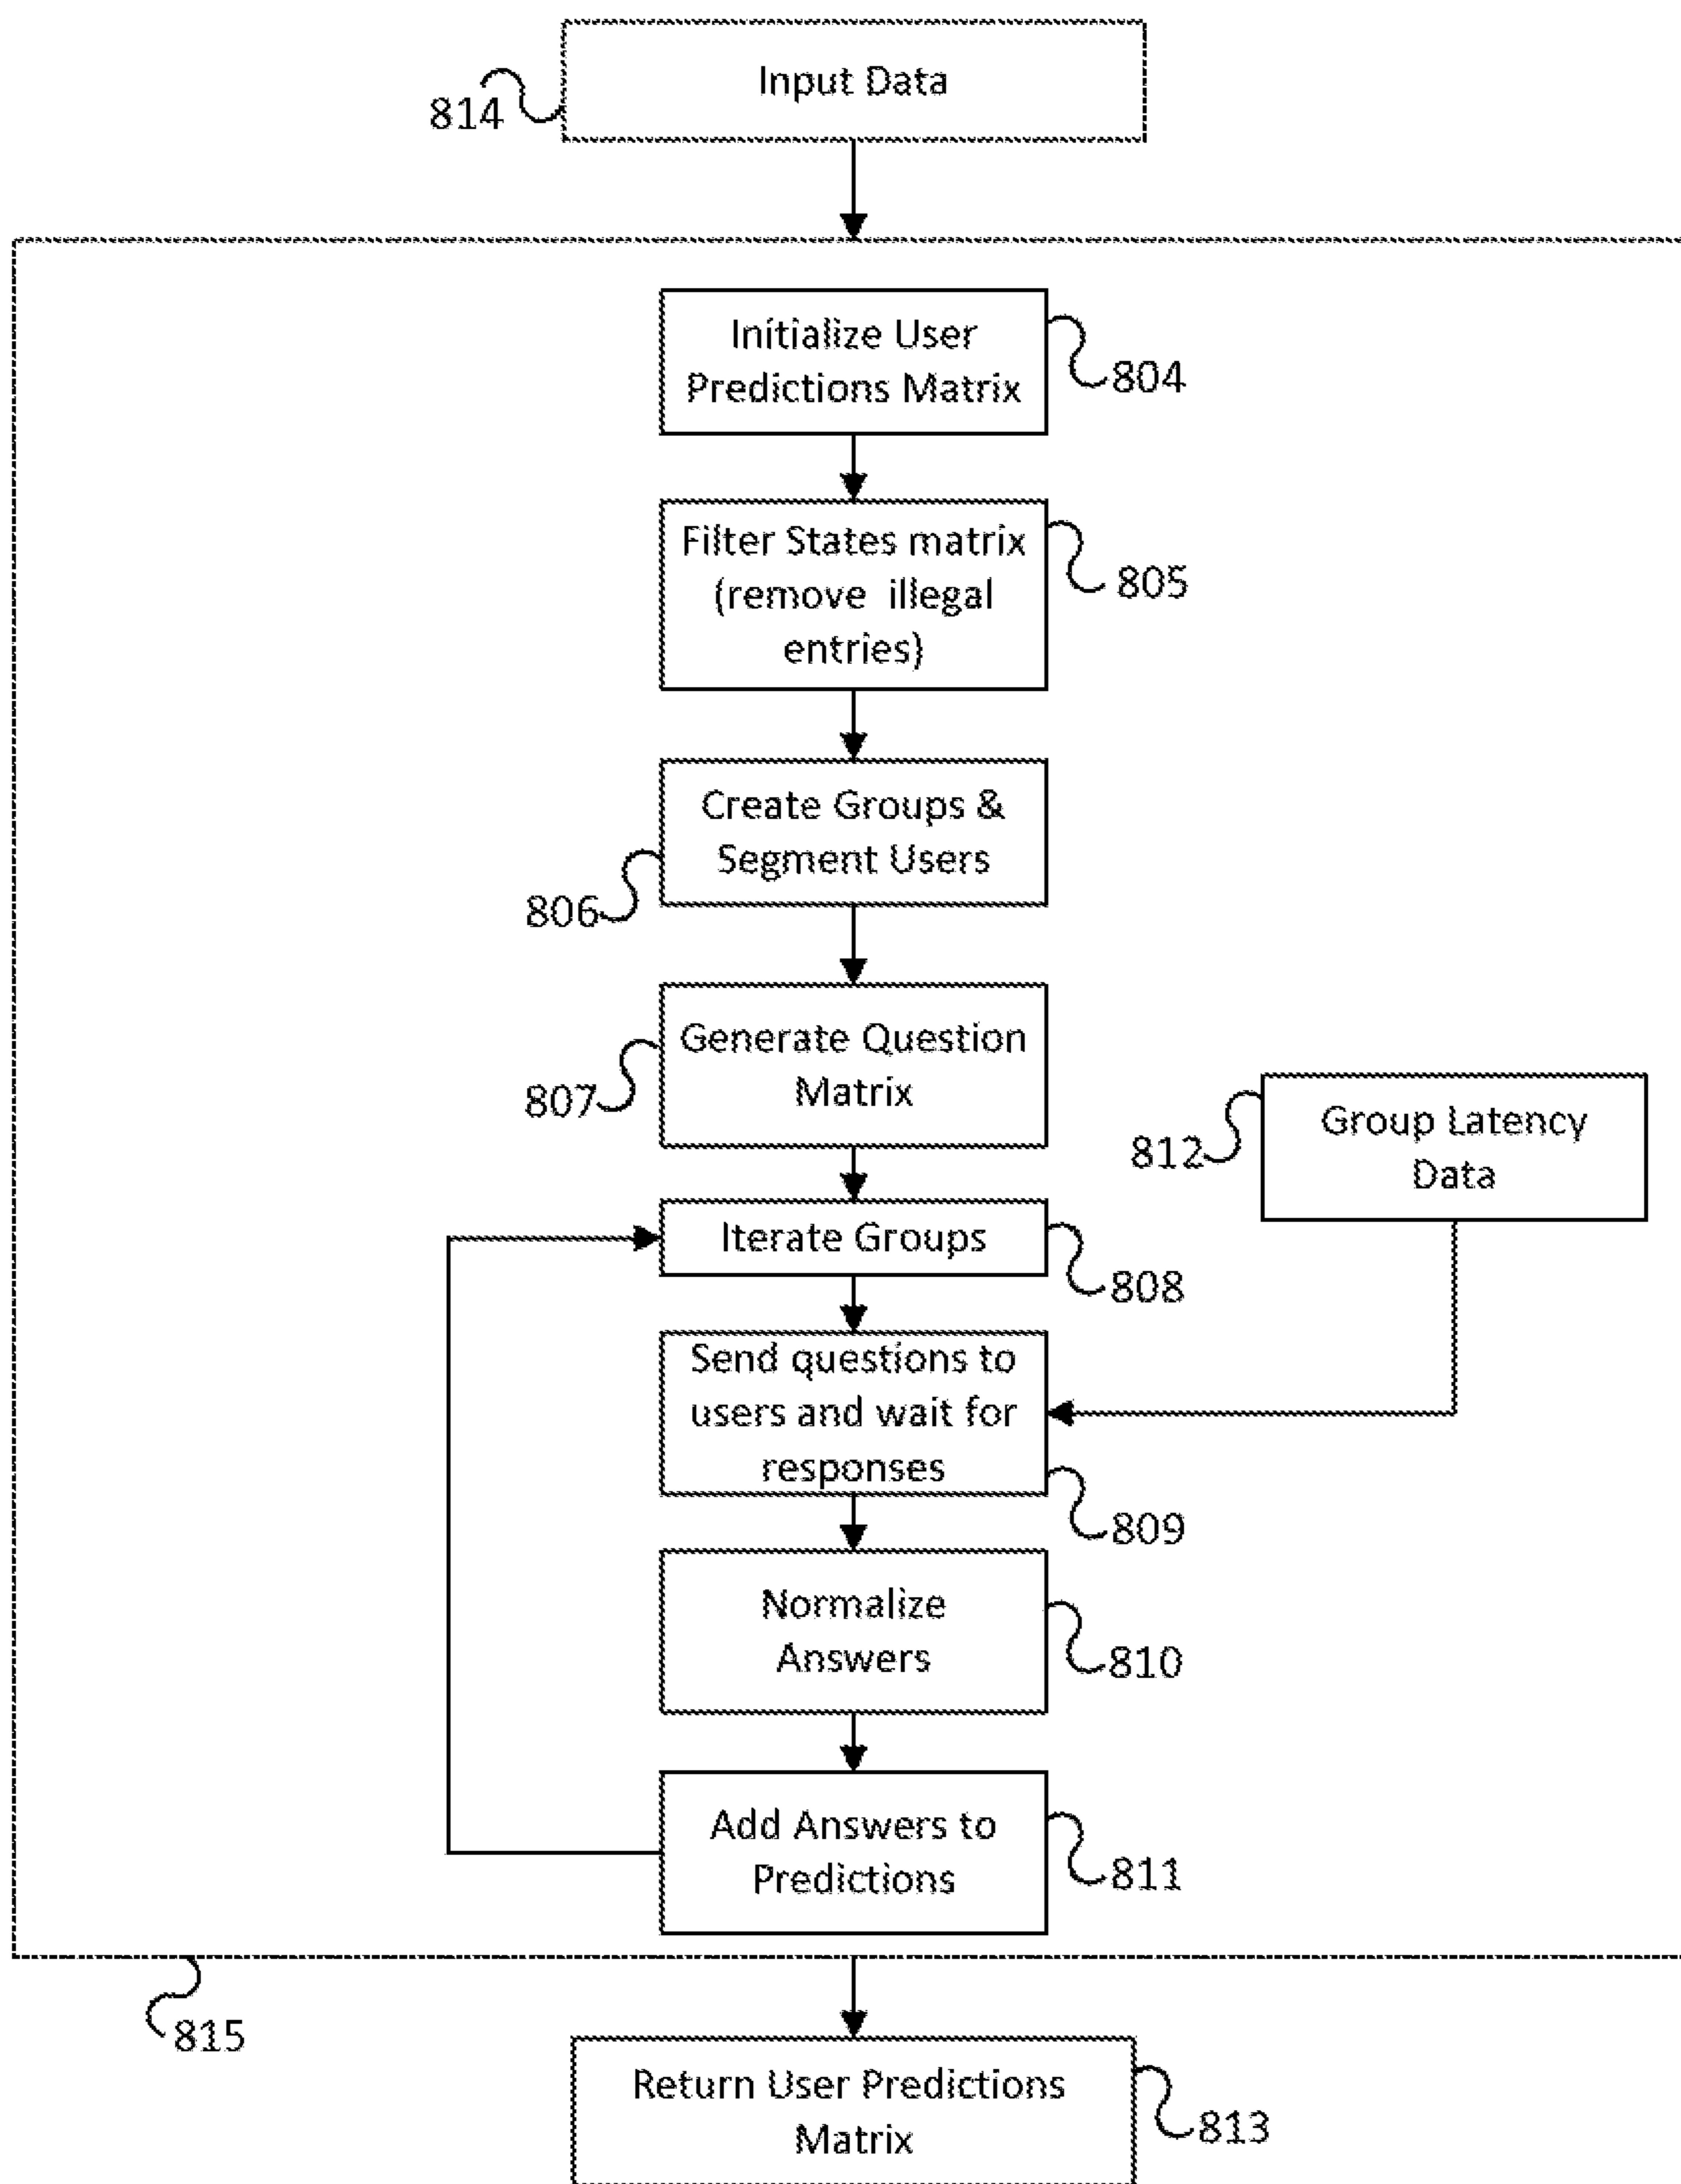 Input Data
814
Initialize User
Predictions Matrix
804
Filter States matrix
(remove illegal
entries)
805
Create Groups &
Segment Users
806
Generate Question
Matrix
807
Group Latency
Data
812
Iterate Groups
808
Send questions to
users and wait for
responses
809
Normalize
Answers
810
Add Answers to
Predictions
811
815
Return User Predictions
Matrix
813